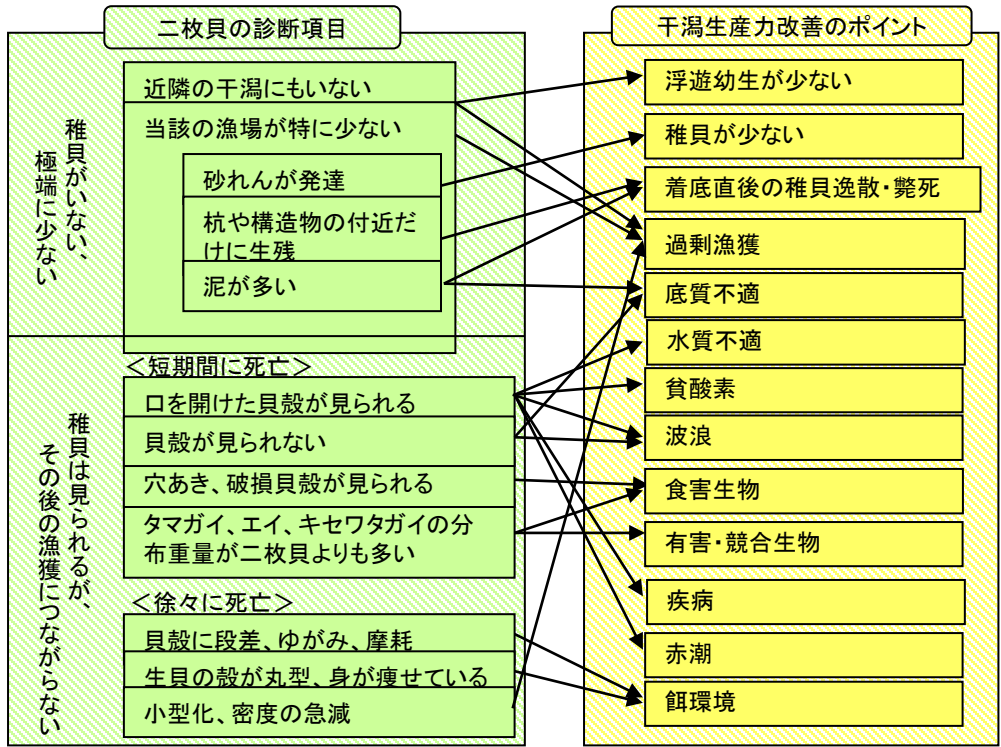 二枚貝の診断項目
稚貝がいない、
極端に少ない
近隣の干潟にもいない
当該の漁場が特に少ない
砂れんが発達
杭や構造物の付近だ
けに生残
泥が多い
稚貝は見られるが、
その後の漁獲につながらない
＜短期間に死亡＞
口を開けた貝殻が見られる
貝殻が見られない
穴あき、破損貝殻が見られる
タマガイ、エイ、キセワタガイの分
布重量が二枚貝よりも多い
＜徐々に死亡＞
貝殻に段差、ゆがみ、摩耗
生貝の殻が丸型、身が痩せている
小型化、密度の急減
干潟生産力改善のポイント
浮遊幼生が少ない
稚貝が少ない
着底直後の稚貝逸散・斃死
過剰漁獲
底質不適
水質不適
貧酸素
波浪
食害生物
有害・競合生物
疾病
赤潮
餌環境